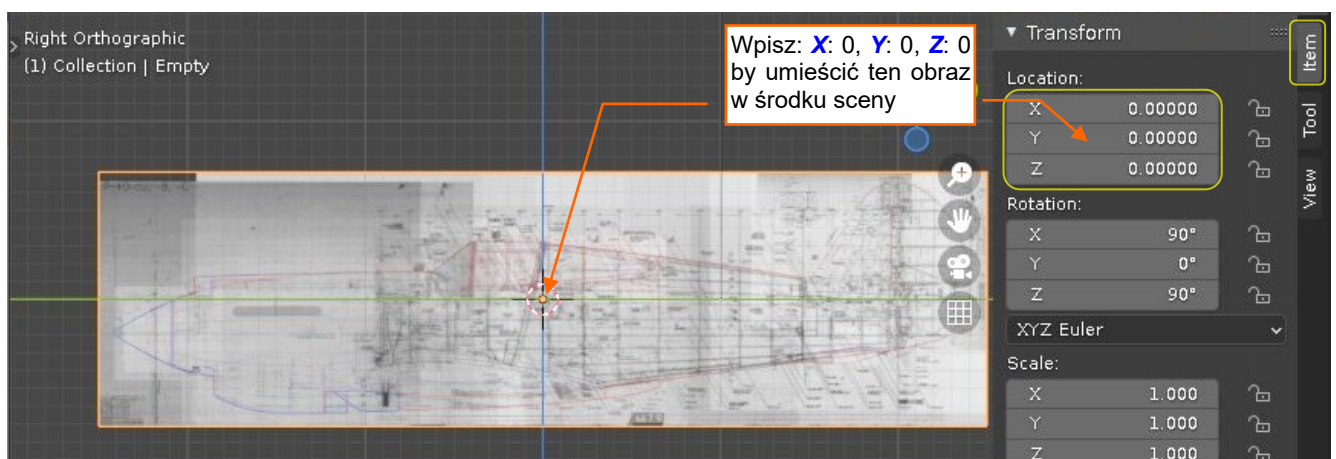 Right Orthographic
(1) Collection | Empty
Wpisz: X: 0, Y: 0, Z: 0
by umieścić ten obraz
w środku sceny
Transform
Location:
X 0.00000
Y 0.00000
Z 0.00000
Rotation:
X 90°
Y 0°
Z 90°
XYZ Euler
Scale:
X 1.000
Y 1.000
Z 1.000
Item
Tool
View